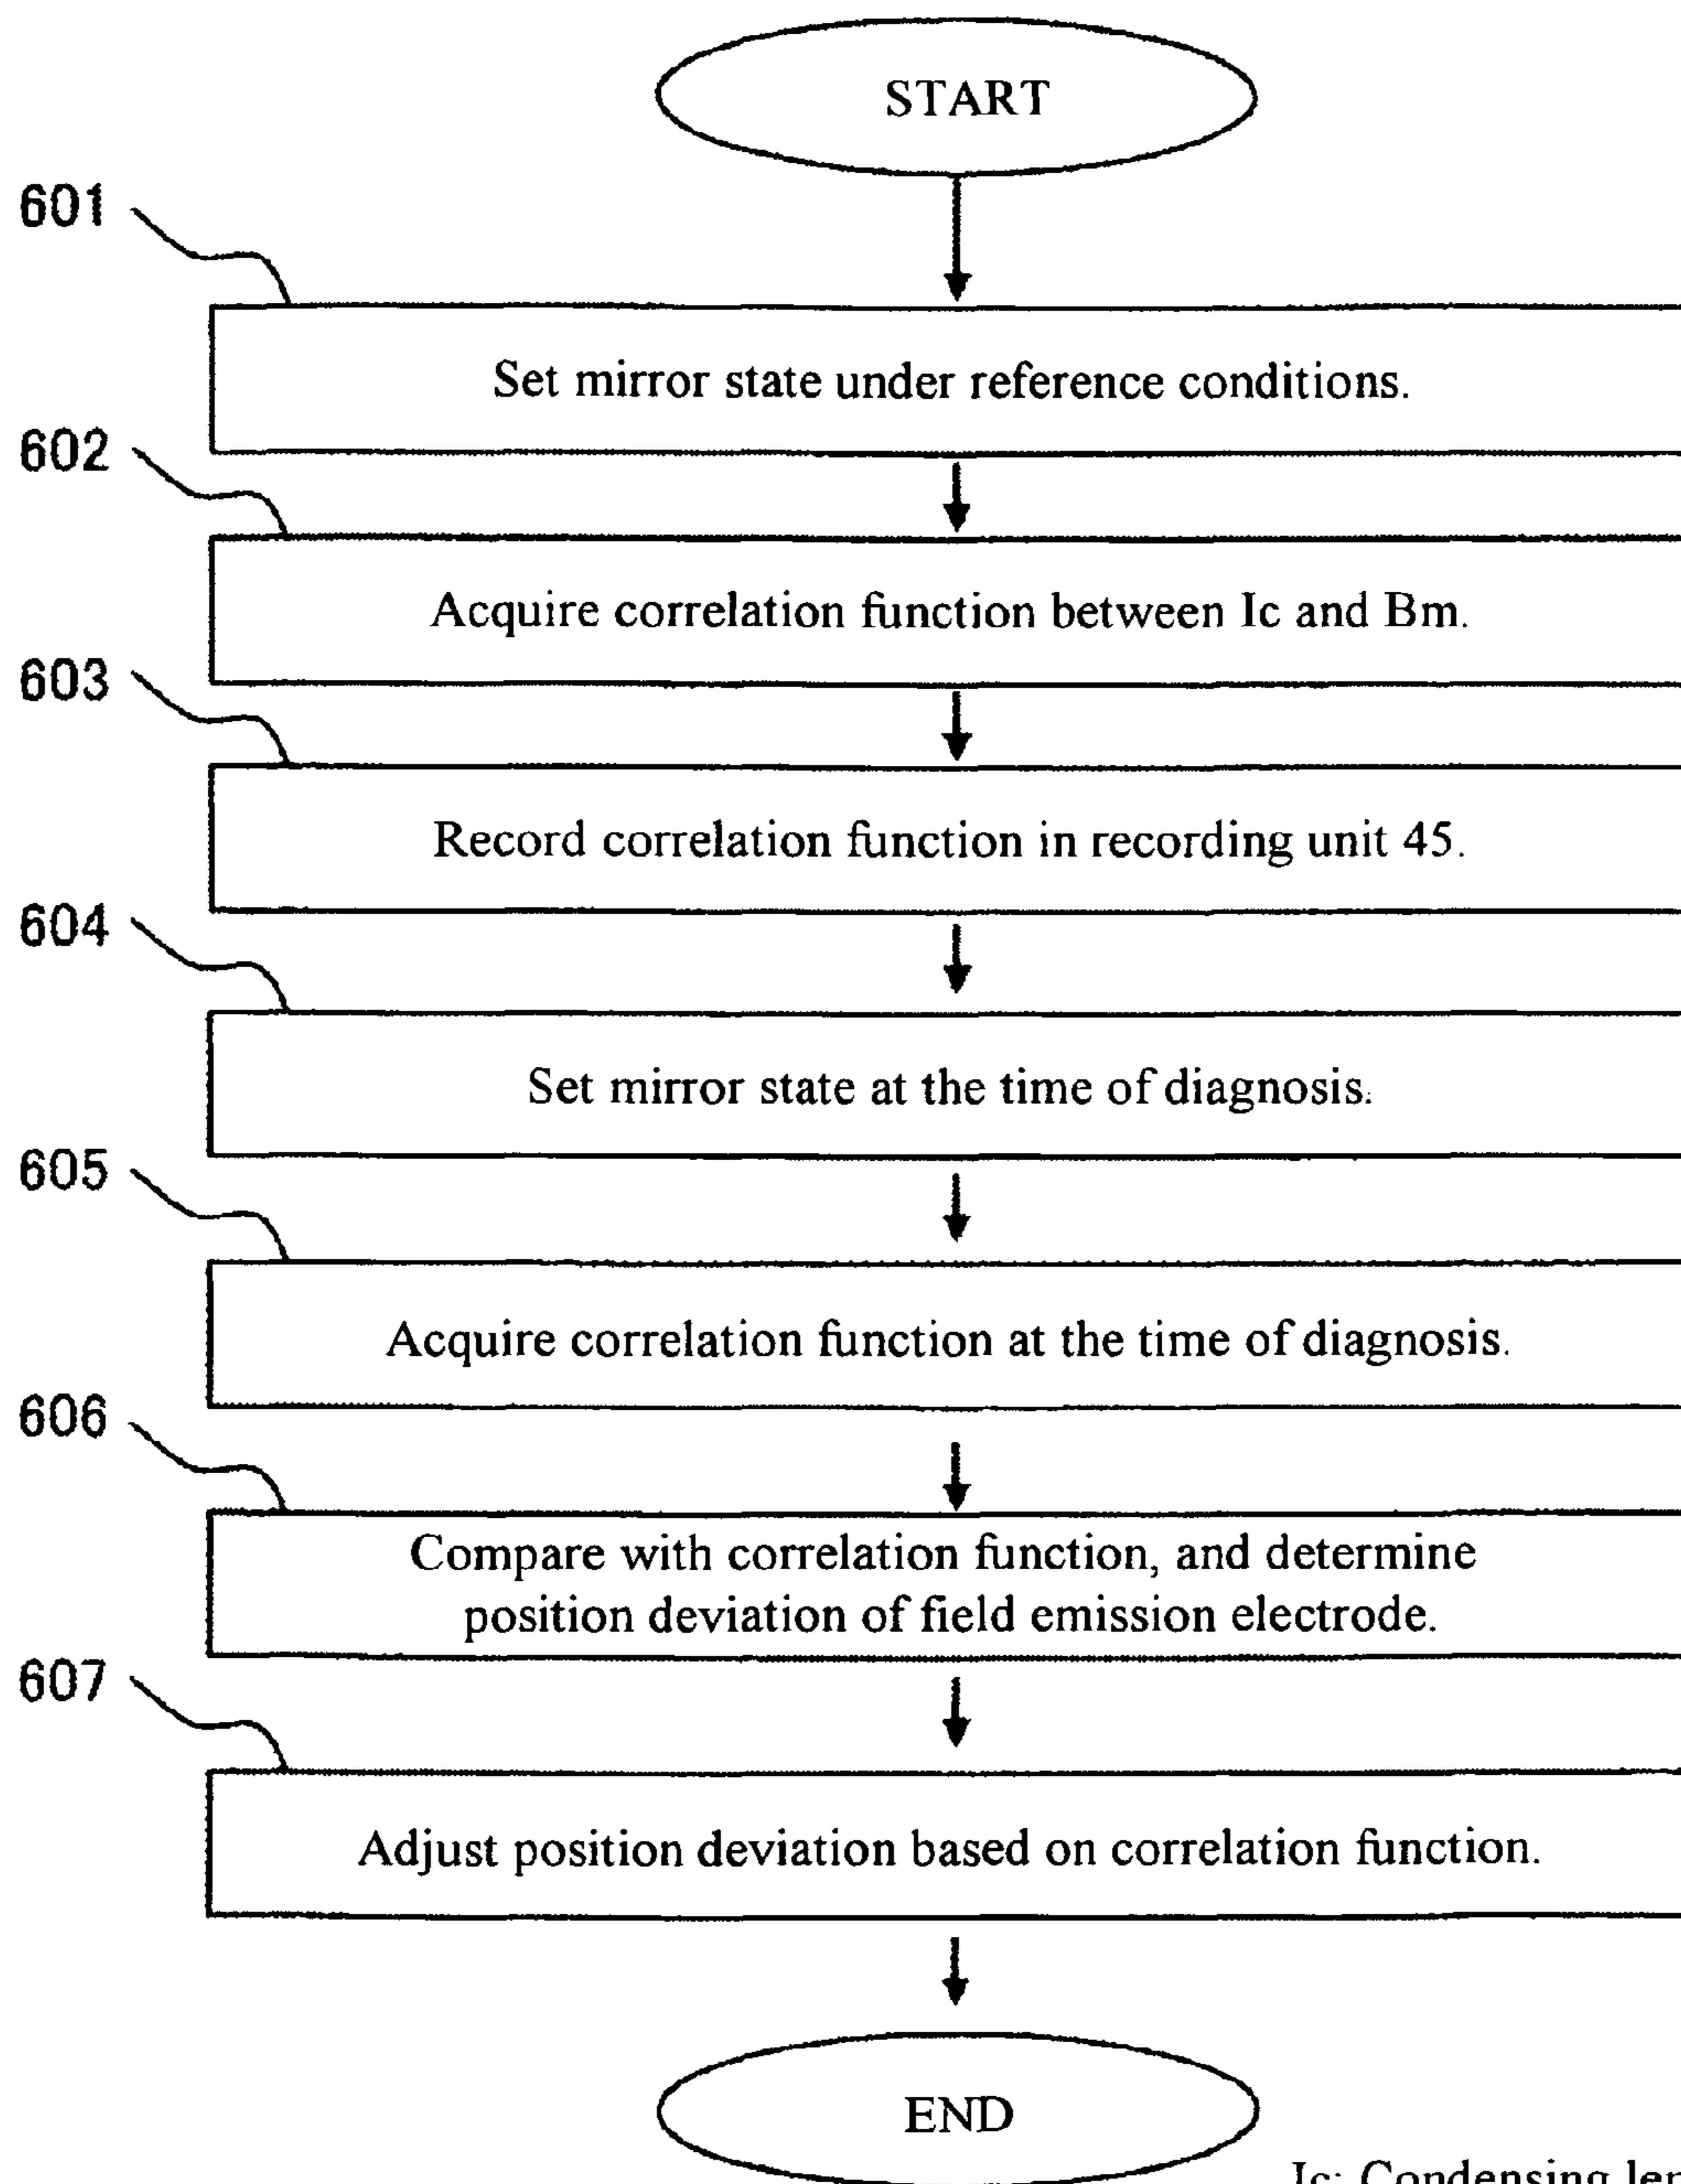 START
601
Set mirror state under reference conditions.
602
Acquire correlation function between Ic and Bm.
603
Record correlation function in recording unit 45.
604
Set mirror state at the time of diagnosis.
605
Acquire correlation function at the time of diagnosis.
606
Compare with correlation function, and determine
position deviation of field emission electrode.
607
Adjust position deviation based on correlation function.
END
Ic: Condensing